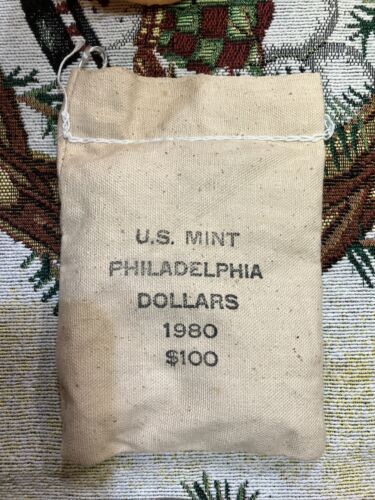 U.S. MINT
PHILADELPHIA
DOLLARS
1980
$100